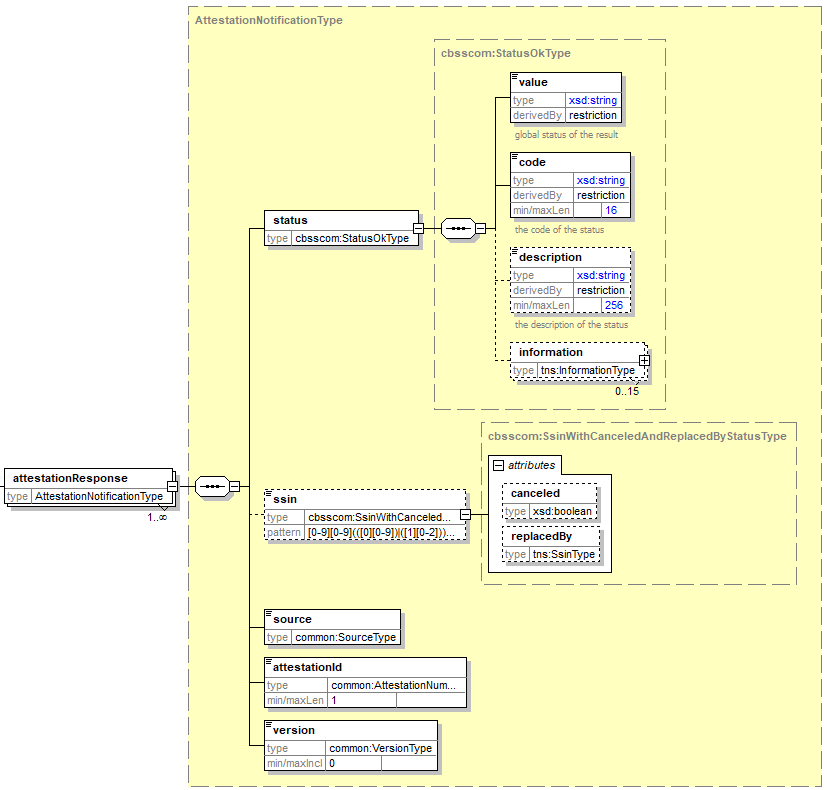 AttestationNotificationType
cbsscom:StatusOkType
value
type xsd:string
derivedBy restriction
global status of the result
code
type xsd:string
derivedBy restriction
min/maxLen 16
the code of the status
status
type cbsscom:StatusOkType
description
type xsd:string
derivedBy restriction
min/maxLen 256
the description of the status
information
type tns:InformationType
0..15
cbsscom:SsinWithCanceledAndReplacedByStatusType
attributes
attestationResponse
type AttestationNotificationType
1..∞
ssin
type cbsscom:SsinWithCanceled...
pattern [0-9][0-9](([0][0-9])|([1][0-2]))...
canceled
type xsd:boolean
replacedBy
type tns:SsinType
source
type common:SourceType
attestationId
type common:AttestationNum...
min/maxLen 1
version
type common:VersionType
min/maxIncl 0